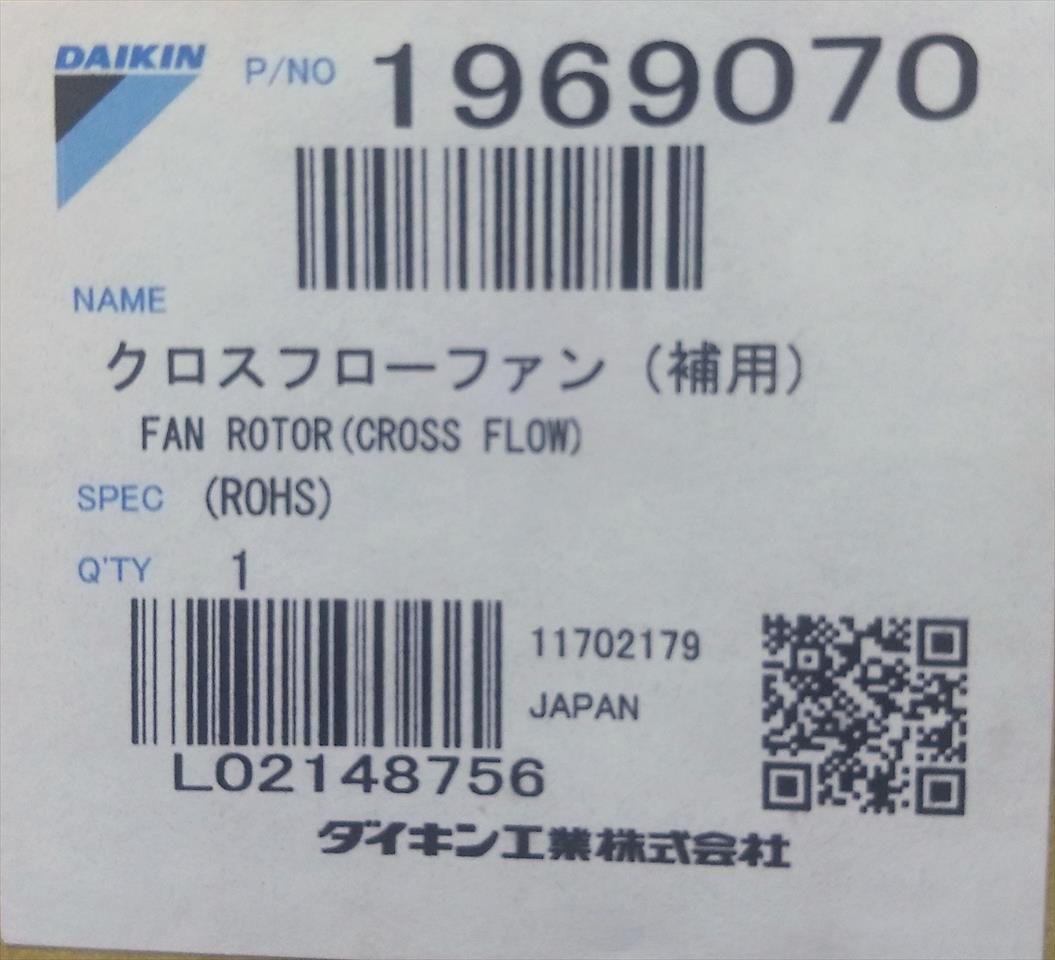 DAIKIN
P/NO 1969070
NAME
クロスフローファン（補用）
FAN ROTOR(CROSS FLOW)
SPEC (ROHS)
Q'TY 1
11702179
JAPAN
L02148756
ダイキン工業株式会社